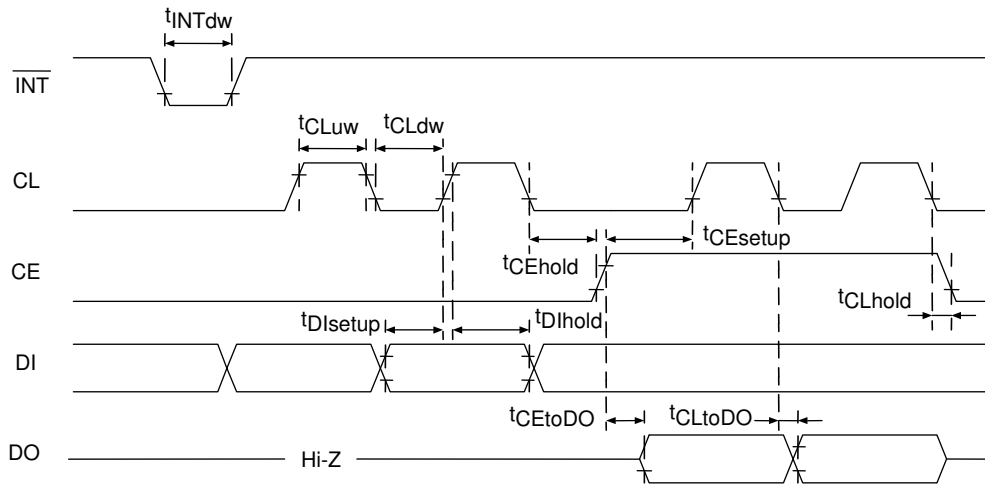 tINTdw
INT
tCLuw
tCLdw
CL
tCEsetup
tCEhold
CE
tCLhold
tDIsetup
tDIhold
DI
tCEtoDO
tCLtoDO
DO
Hi-Z